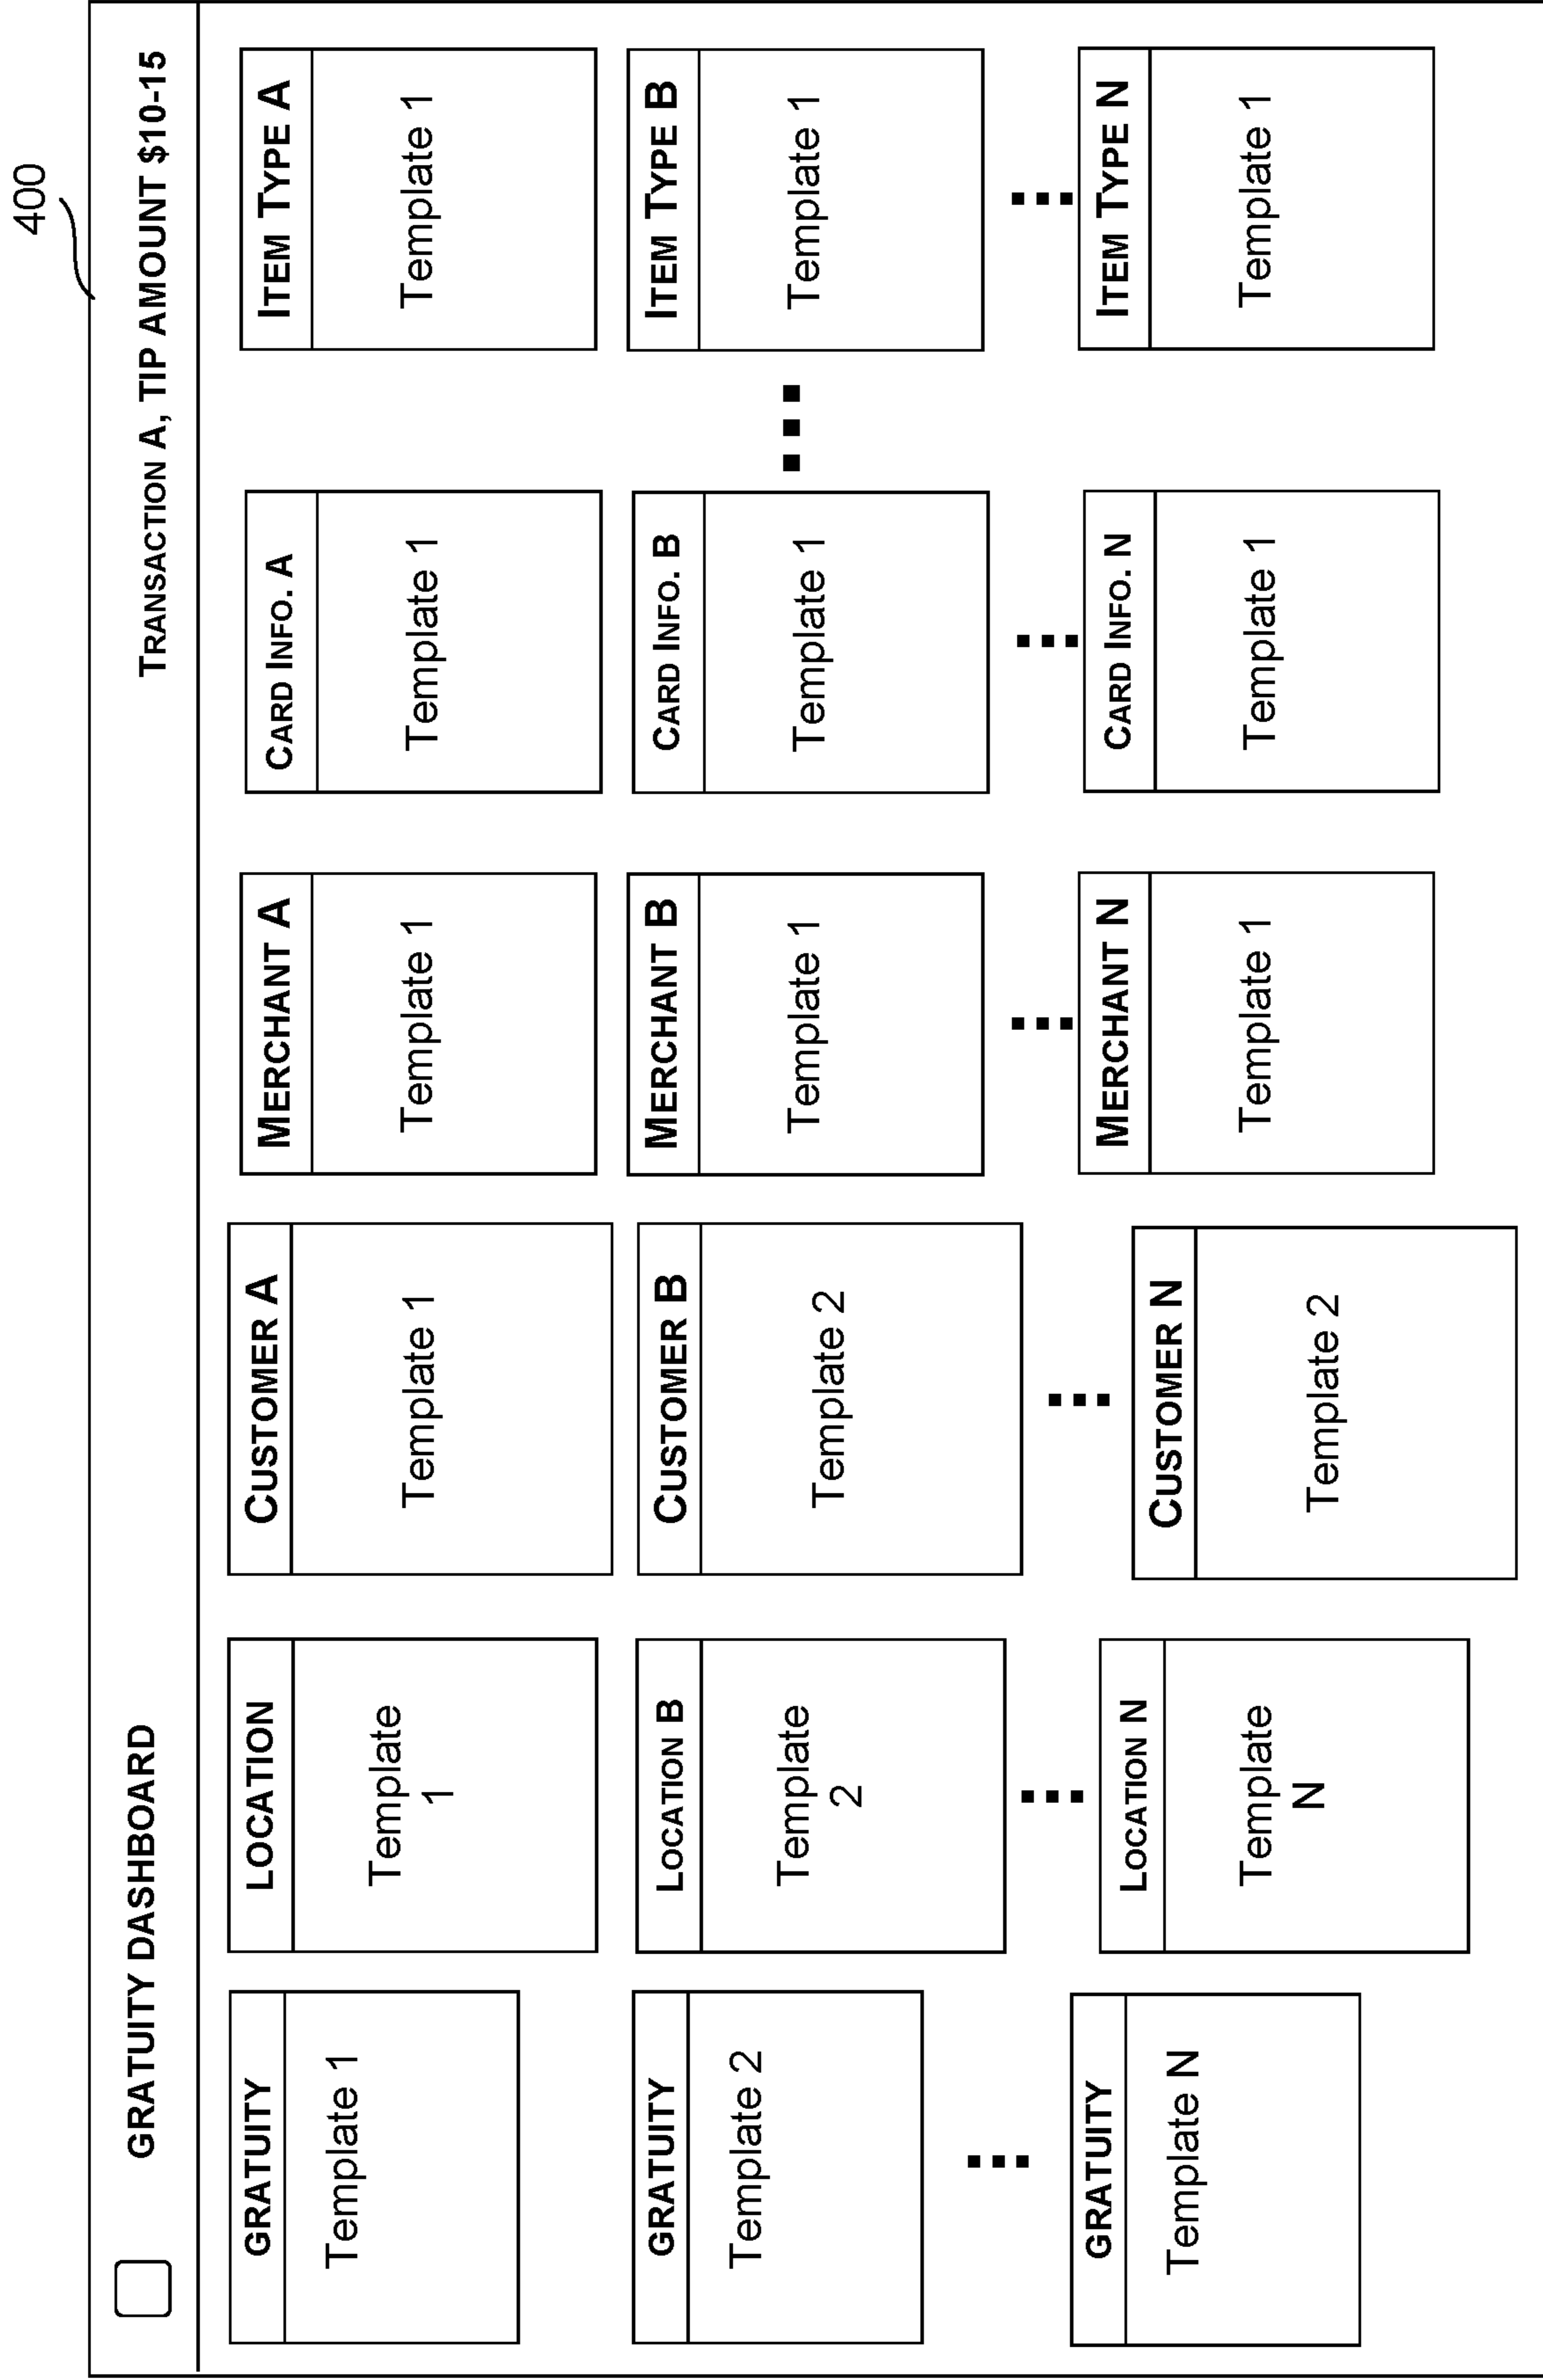 400
GRATUITY DASHBOARD
TRANSACTION A, TIP AMOUNT $10-15
GRATUITY
Template 1
LOCATION
Template
1
CUSTOMER A
Template 1
MERCHANT A
Template 1
CARD INFO. A
Template 1
ITEM TYPE A
Template 1
GRATUITY
Template 2
LOCATION B
Template
2
CUSTOMER B
Template 2
MERCHANT B
Template 1
CARD INFO. B
Template 1
ITEM TYPE B
Template 1
GRATUITY
Template N
LOCATION N
Template
N
CUSTOMER N
Template 2
MERCHANT N
Template 1
CARD INFO. N
Template 1
ITEM TYPE N
Template 1